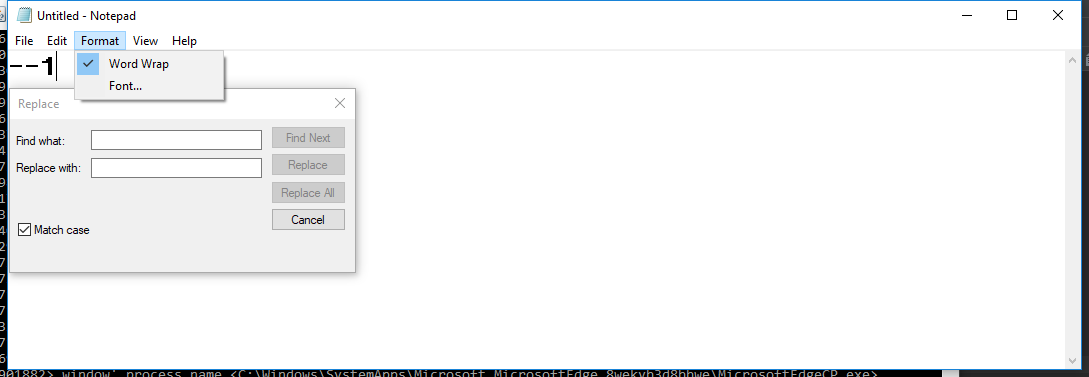 Untitled - Notepad
File Edit Format View Help
--1
Word Wrap
Font...
Replace
Find what:
Find Next
Replace with:
Replace
Replace All
Cancel
Match case
901882> window' process name <C:\Windows\SystemApps\Microsoft.MicrosoftEdge_8wekyb3d8bbwe\MicrosoftEdgeCP.exe>